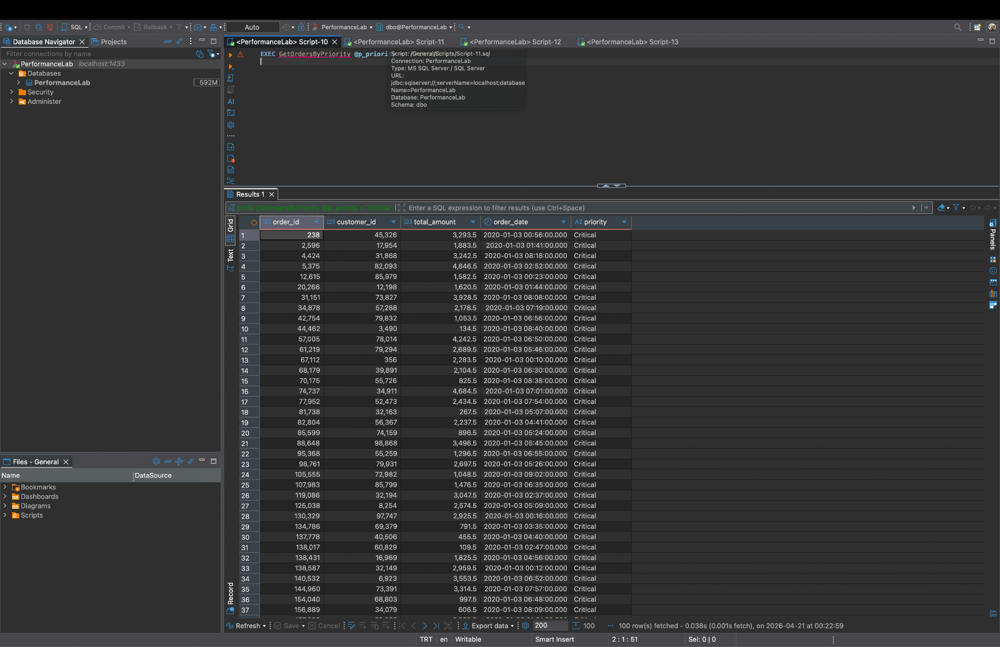 SQL Commit Rollback T Auto PerformanceLab dbo@PerformanceLab
Database Navigator Projects
Filter connections by name
PerformanceLab localhost:1433
Databases
PerformanceLab 592M
Security
Administer
<PerformanceLab> Script-10 <PerformanceLab> Script-11 <PerformanceLab> Script-12 <PerformanceLab> Script-13
EXEC GetOrdersByPriority @p_priori
AI
Script: /General/Scripts/Script-11.sql
Connection: PerformanceLab
Type: MS SQL Server / SQL Server
URL:
jdbc:sqlserver://;serverName=localhost;database
Name=PerformanceLab
Database: PerformanceLab
Schema: dbo
Results 1
EXEC GetOrdersByPriority @p_priority = 'Critical' Enter a SQL expression to filter results (use Ctrl+Space)
Grid
Text
Record
Panels
123 order_id 123 customer_id 123 total_amount order_date A-Z priority
1 238 45,326 3,293.5 2020-01-03 00:56:00.000 Critical
2 2,596 17,954 1,883.5 2020-01-03 01:41:00.000 Critical
3 4,424 31,868 3,242.5 2020-01-03 08:18:00.000 Critical
4 5,375 82,093 4,846.5 2020-01-03 02:52:00.000 Critical
5 12,615 85,979 1,582.5 2020-01-03 00:23:00.000 Critical
6 20,266 12,198 1,620.5 2020-01-03 01:44:00.000 Critical
7 31,151 73,827 3,928.5 2020-01-03 08:08:00.000 Critical
8 34,878 57,288 2,178.5 2020-01-03 07:19:00.000 Critical
9 42,754 79,832 1,053.5 2020-01-03 06:56:00.000 Critical
10 44,462 3,490 134.5 2020-01-03 08:40:00.000 Critical
11 57,005 78,014 4,242.5 2020-01-03 06:50:00.000 Critical
12 61,219 79,294 2,689.5 2020-01-03 05:46:00.000 Critical
13 67,112 356 2,283.5 2020-01-03 00:10:00.000 Critical
14 68,179 39,891 2,104.5 2020-01-03 06:30:00.000 Critical
15 70,175 55,726 825.5 2020-01-03 08:38:00.000 Critical
16 74,737 34,911 4,684.5 2020-01-03 07:01:00.000 Critical
17 77,952 52,473 2,434.5 2020-01-03 07:54:00.000 Critical
18 81,738 32,163 267.5 2020-01-03 05:07:00.000 Critical
19 82,804 56,367 2,237.5 2020-01-03 04:41:00.000 Critical
20 85,599 74,159 896.5 2020-01-03 05:24:00.000 Critical
21 88,648 98,868 3,496.5 2020-01-03 05:45:00.000 Critical
22 95,368 55,259 1,296.5 2020-01-03 06:55:00.000 Critical
23 98,761 79,931 2,697.5 2020-01-03 05:26:00.000 Critical
24 105,555 72,982 1,048.5 2020-01-03 09:02:00.000 Critical
25 107,983 85,799 1,476.5 2020-01-03 06:35:00.000 Critical
26 119,086 32,194 3,047.5 2020-01-03 02:37:00.000 Critical
27 125,038 8,254 2,574.5 2020-01-03 05:09:00.000 Critical
28 130,329 97,747 2,925.5 2020-01-03 00:16:00.000 Critical
29 134,786 69,379 791.5 2020-01-03 03:35:00.000 Critical
30 137,778 40,506 455.5 2020-01-03 04:40:00.000 Critical
31 138,017 60,829 109.5 2020-01-03 02:47:00.000 Critical
32 138,431 16,969 1,825.5 2020-01-03 04:56:00.000 Critical
33 138,587 32,149 2,959.5 2020-01-03 00:12:00.000 Critical
34 140,532 6,923 3,553.5 2020-01-03 06:52:00.000 Critical
35 144,960 73,391 3,314.5 2020-01-03 07:57:00.000 Critical
36 154,040 68,803 997.5 2020-01-03 06:48:00.000 Critical
37 156,889 34,079 606.5 2020-01-03 08:09:00.000 Critical
Files - General
Name DataSource
Bookmarks
Dashboards
Diagrams
Scripts
Refresh Save Cancel Export data 200 100 100 row(s) fetched - 0.038s (0.001s fetch), on 2026-04-21 at 00:22:59
TRT en Writable Smart Insert 2 : 1 : 51 Sel: 0 | 0